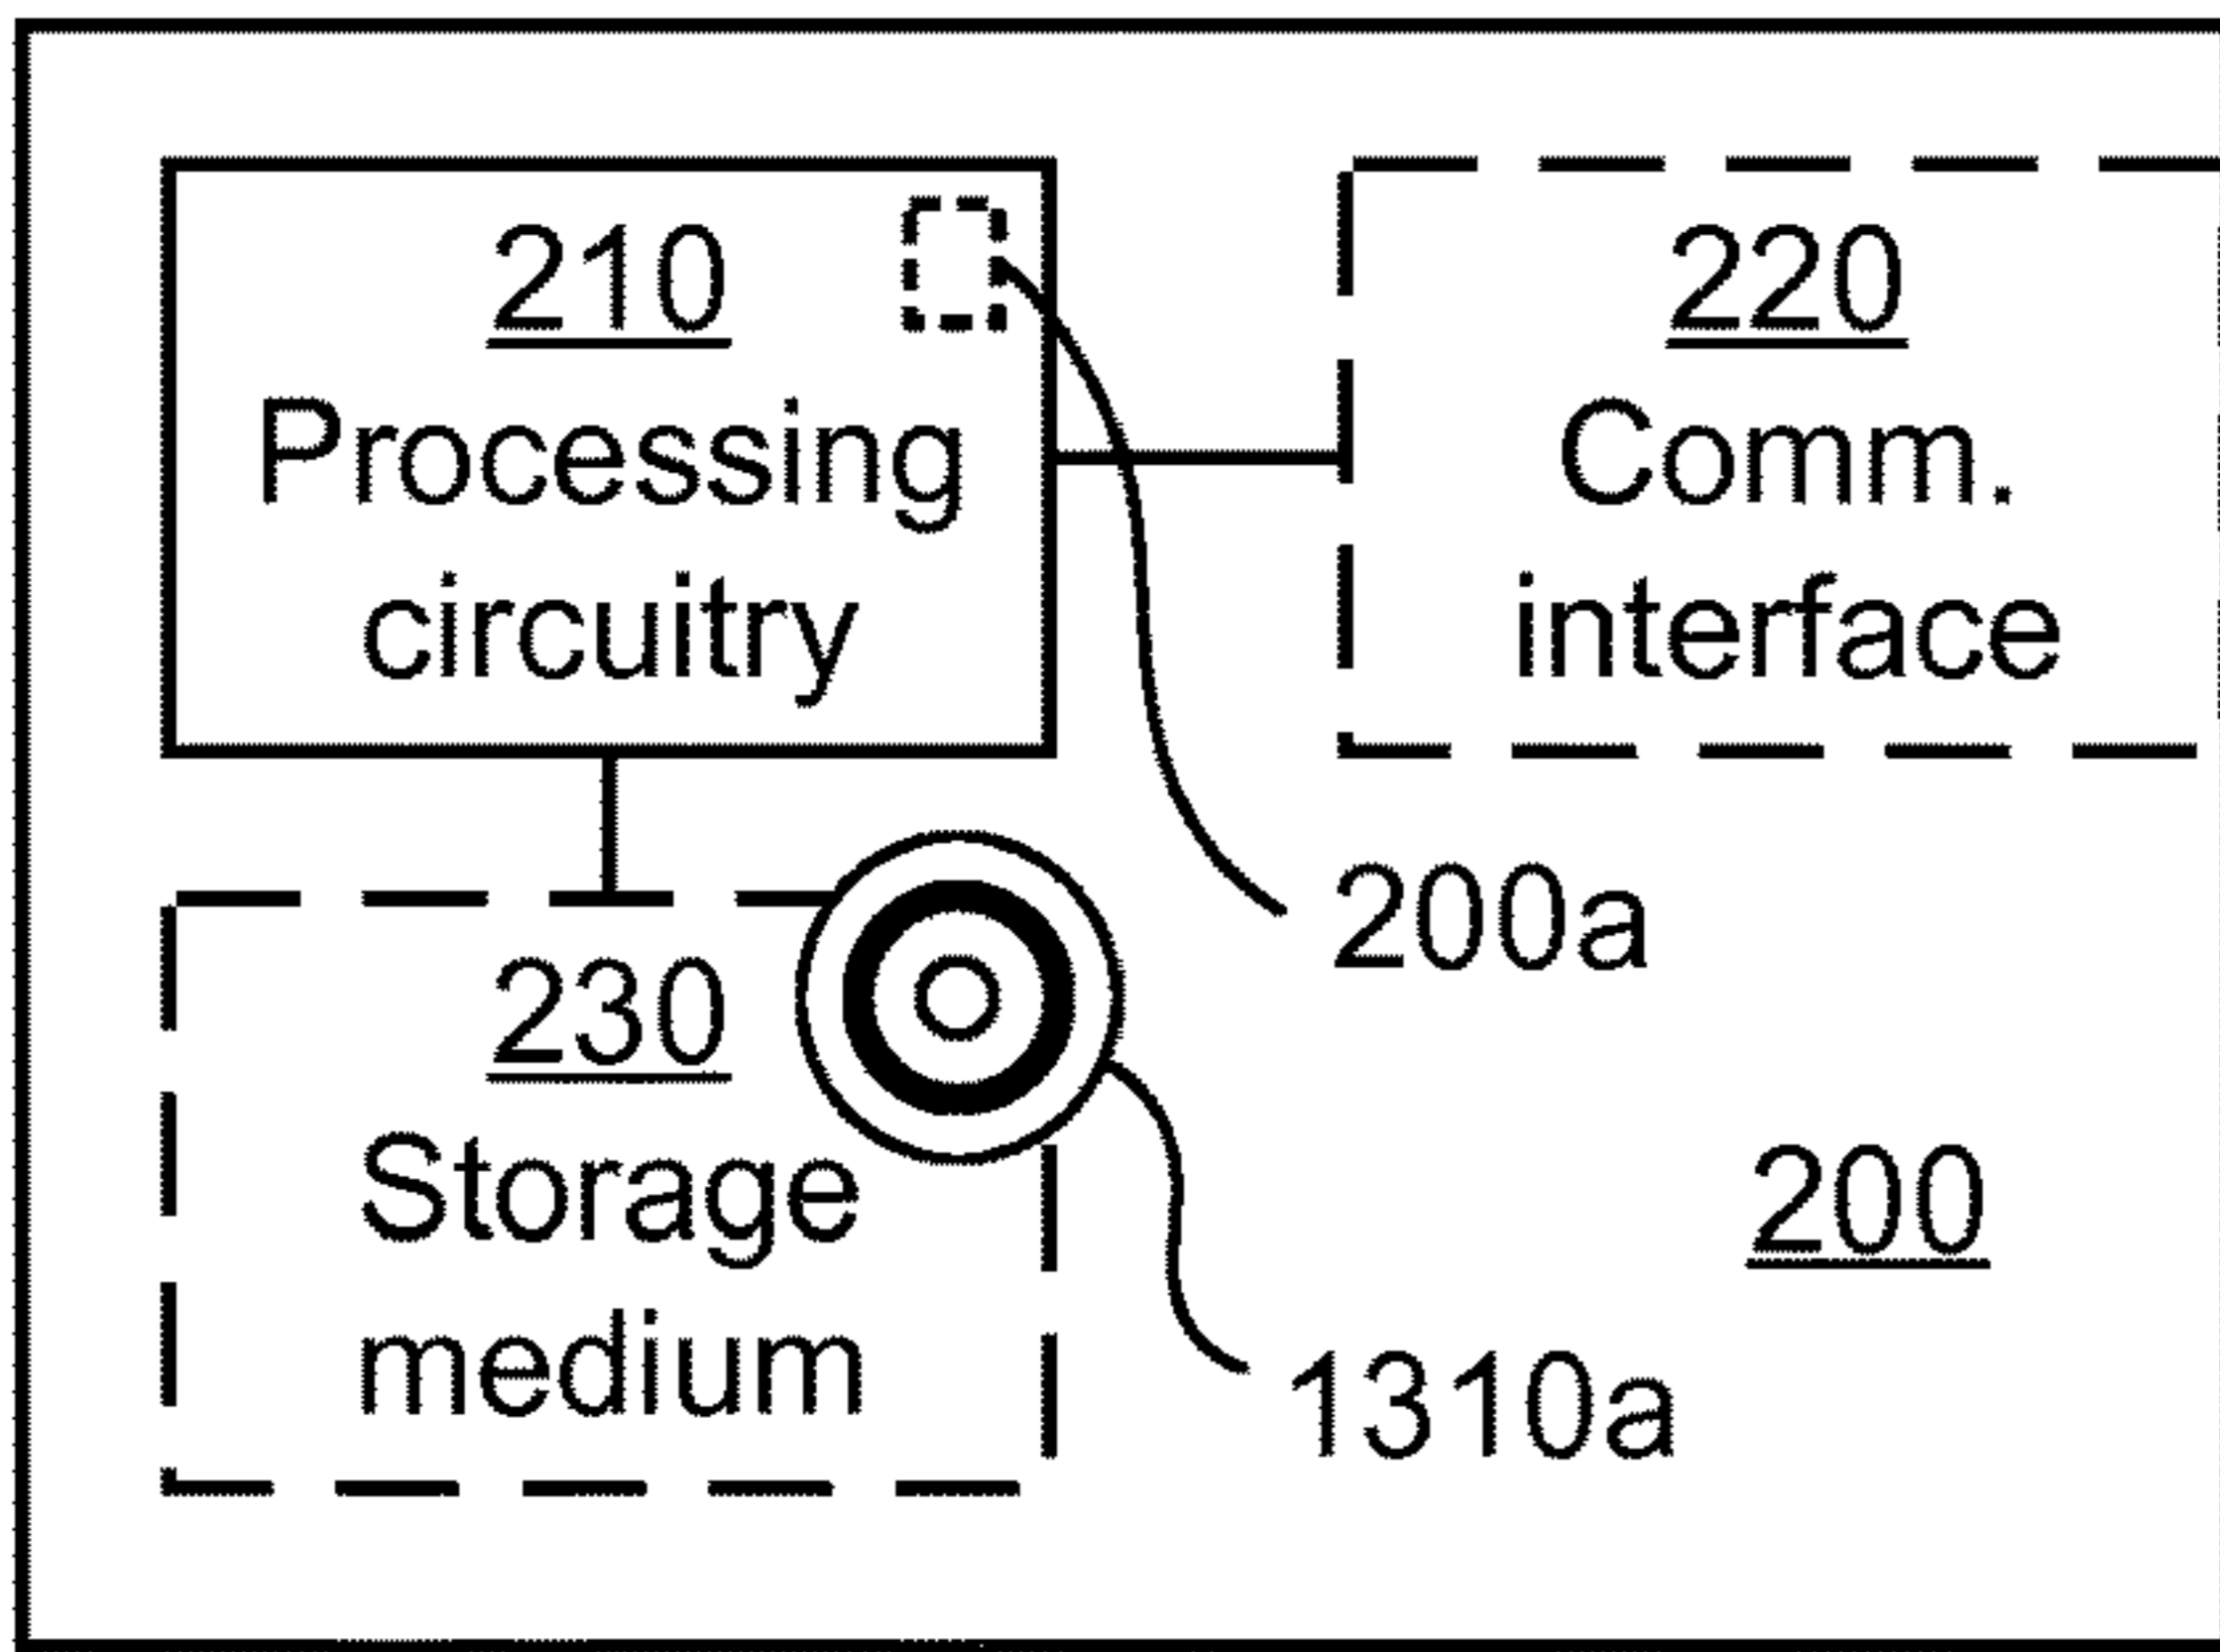 210
Processing
circuitry
220
Comm.
interface
200a
230
Storage
medium
200
1310a